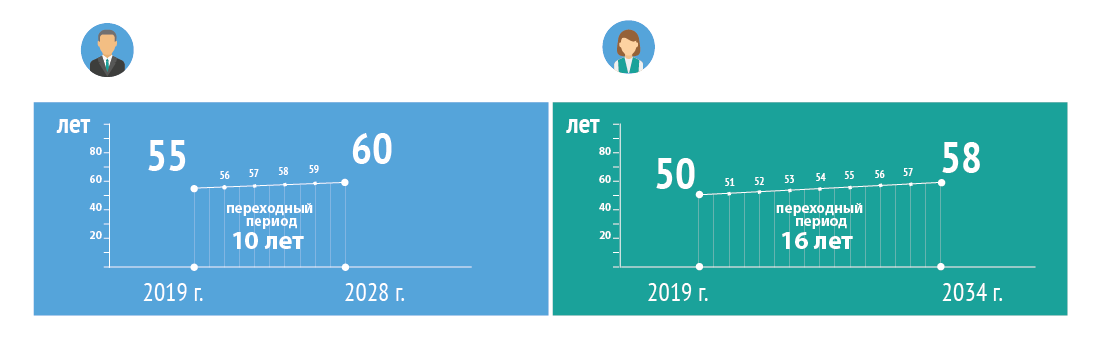 лет
55
60
80
60
40
20
56
57
58
59
переходный
период
10 лет
2019 г.
2028 г.
лет
50
58
80
60
40
20
51
52
53
54
55
56
57
переходный
период
16 лет
2019 г.
2034 г.